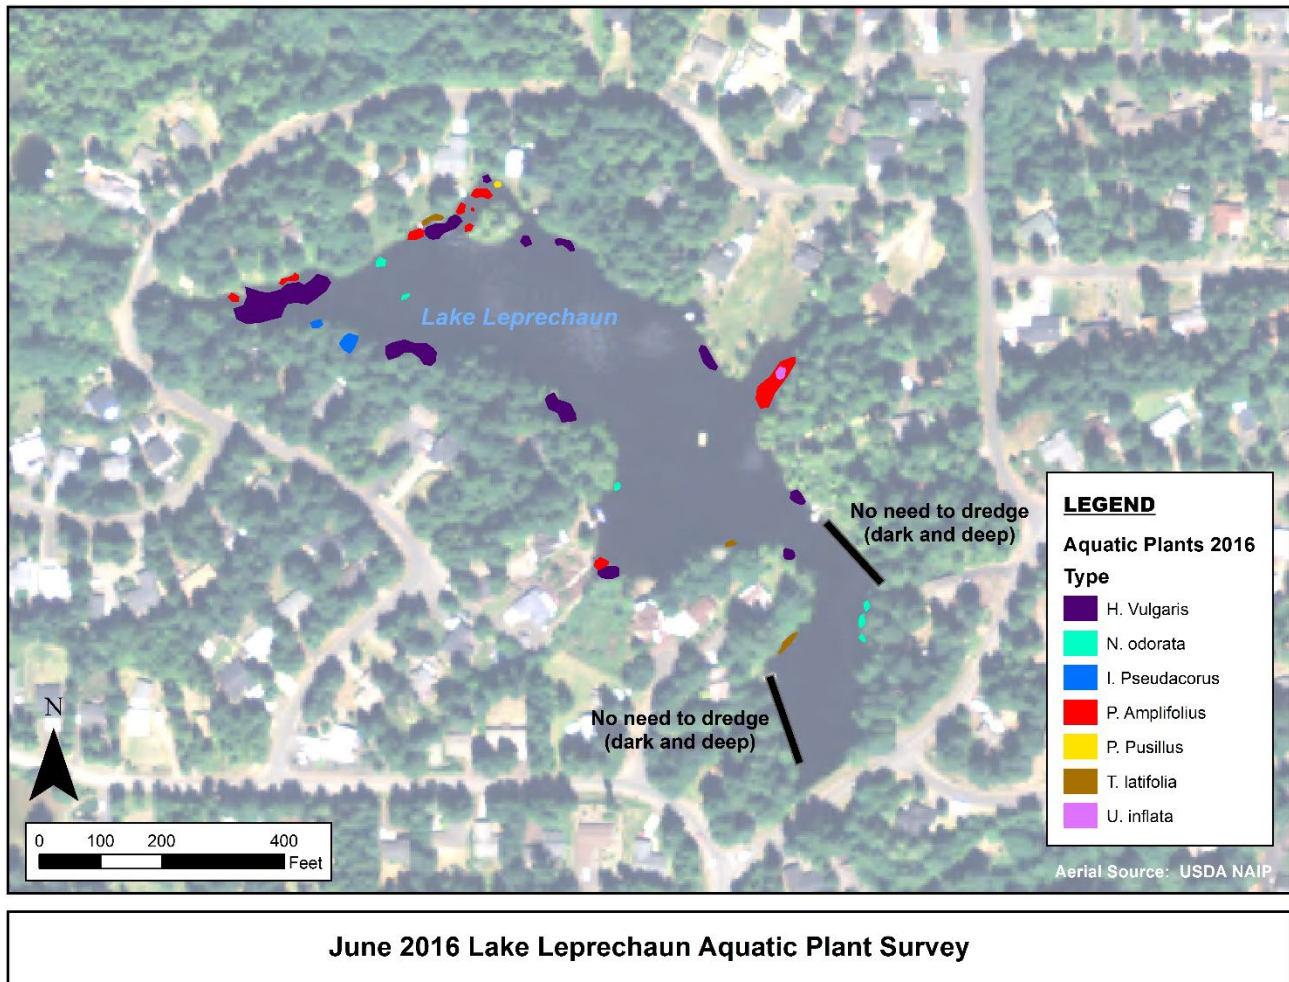 Lake Leprechaun
No need to dredge
(dark and deep)
No need to dredge
(dark and deep)
LEGEND
Aquatic Plants 2016
Type
H. Vulgaris
N. odorata
I. Pseudacorus
P. Amplifolius
P. Pusillus
T. latifolia
U. inflata
N
0 100 200 400
Feet
Aerial Source: USDA NAIP
June 2016 Lake Leprechaun Aquatic Plant Survey